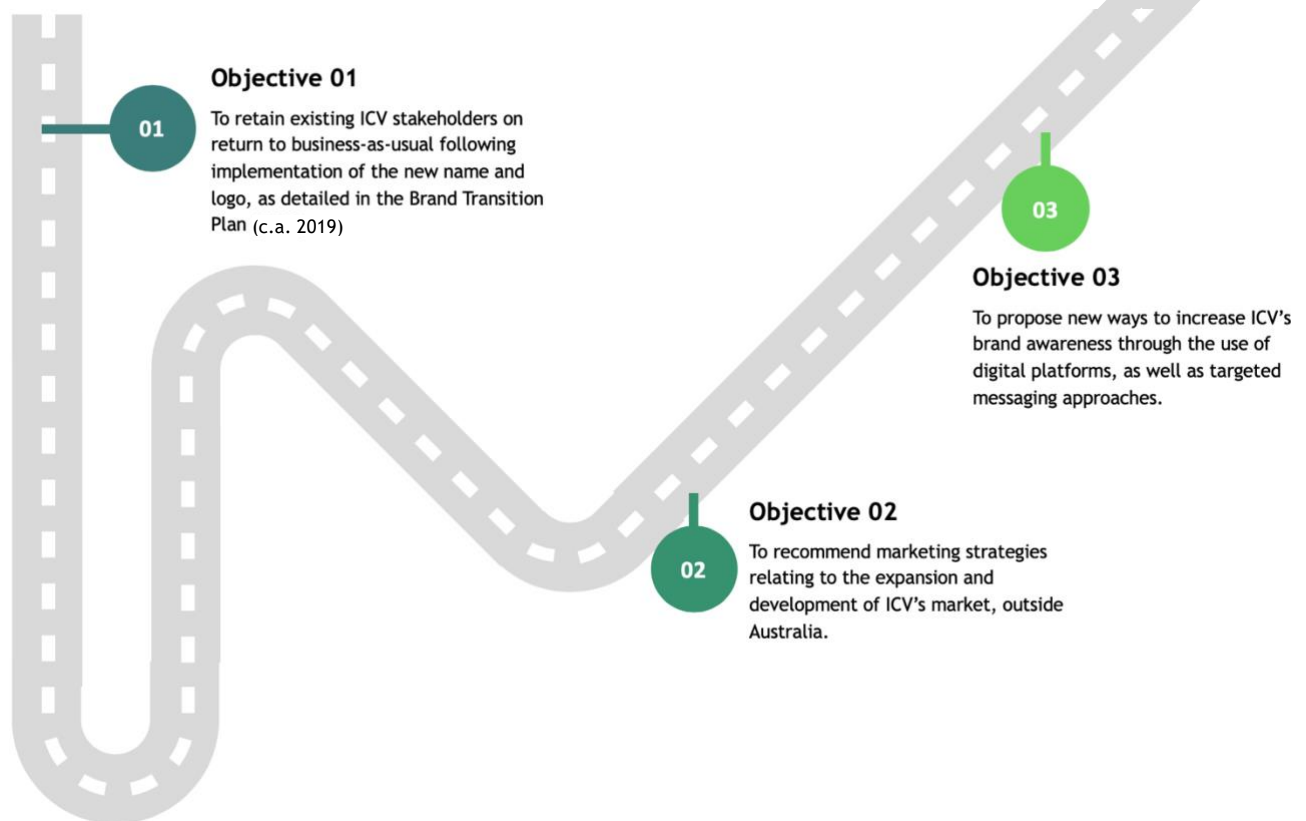 01
Objective 01
To retain existing ICV stakeholders on
return to business-as-usual following
implementation of the new name and
logo, as detailed in the Brand Transition
Plan (c.a. 2019)
02
Objective 02
To recommend marketing strategies
relating to the expansion and
development of ICV’s market, outside
Australia.
03
Objective 03
To propose new ways to increase ICV’s
brand awareness through the use of
digital platforms, as well as targeted
messaging approaches.